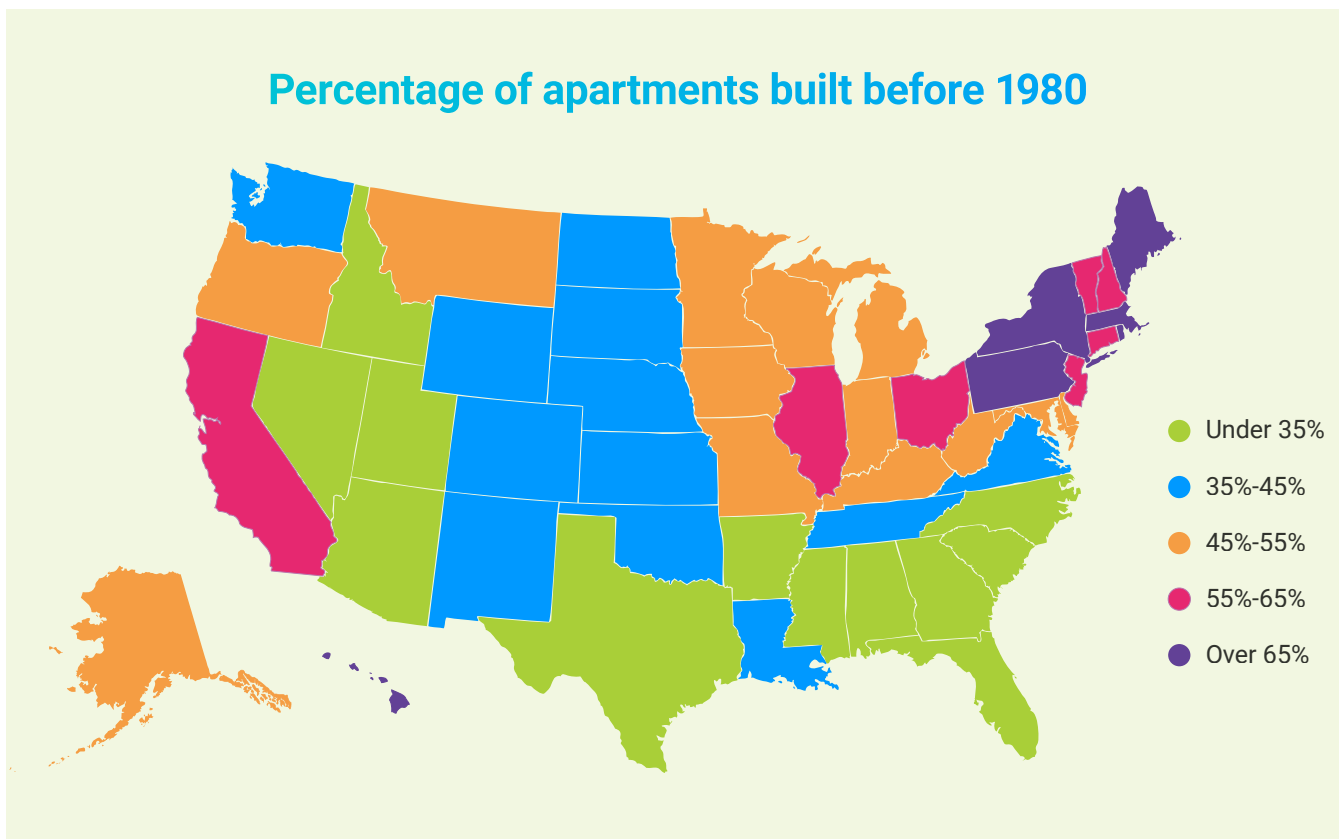 Percentage of apartments built before 1980
Under 35%
35%-45%
45%-55%
55%-65%
Over 65%